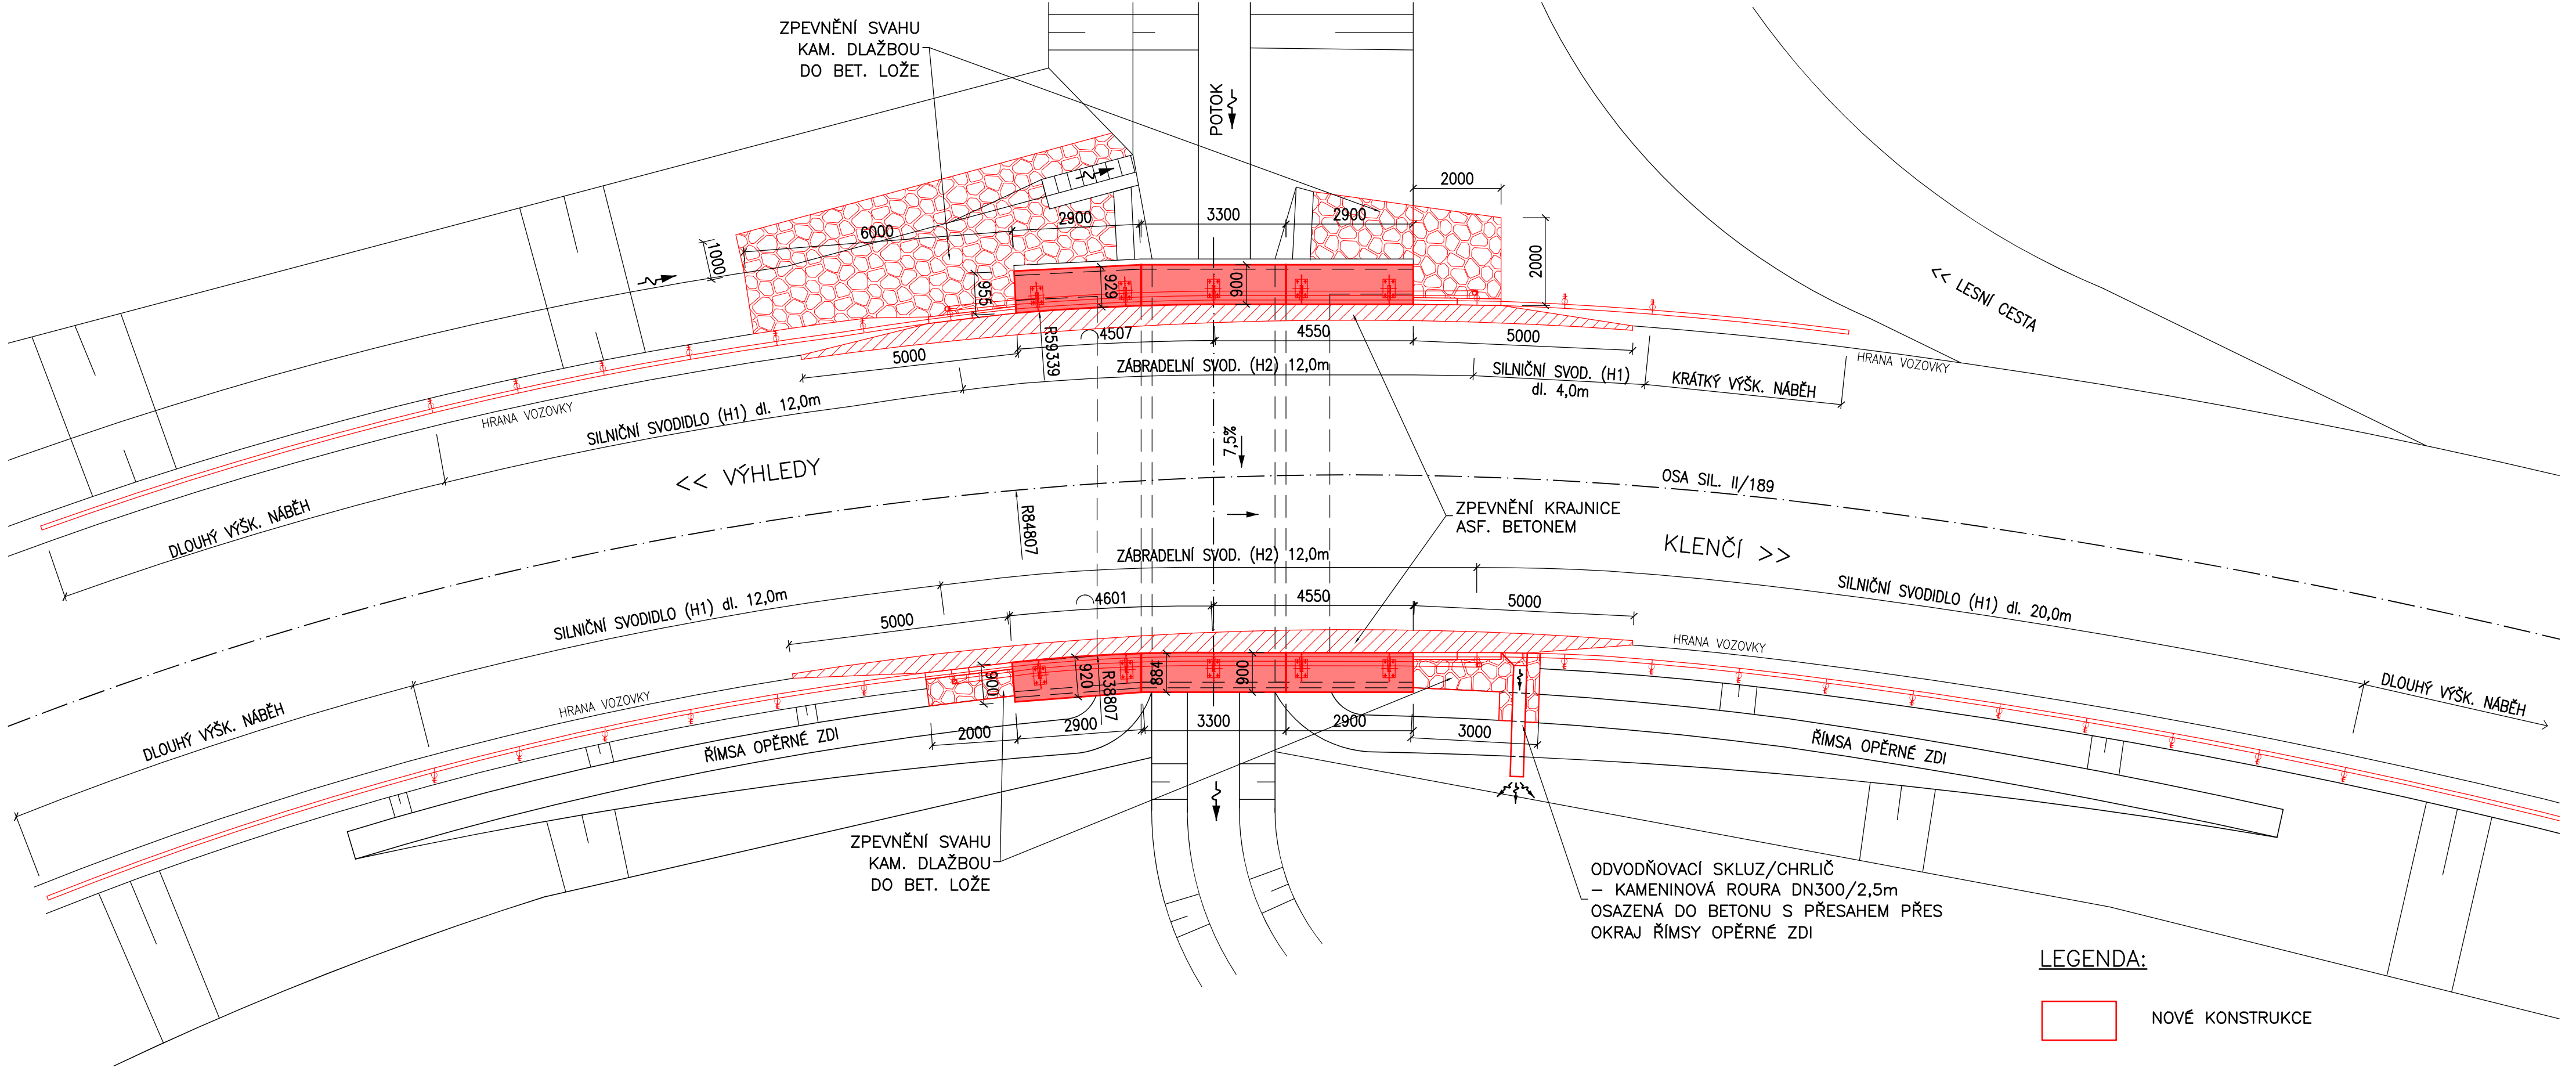 ZPEVNĚNÍ SVAHU
KAM. DLAŽBOU
DO BET. LOŽE
POTOK
2000
2900
3300
2900
6000
1000
2000
955
929
900
<< LESNÍ CESTA
R59339
4507
4550
5000
5000
HRANA VOZOVKY
ZÁBRADELNÍ SVOD. (H2) 12,0m
SILNIČNÍ SVOD. (H1)
dl. 4,0m
KRÁTKÝ VÝŠK. NÁBĚH
HRANA VOZOVKY
SILNIČNÍ SVODIDLO (H1) dl. 12,0m
7,5%
<< VÝHLEDY
OSA SIL. II/189
DLOUHÝ VÝŠK. NÁBĚH
R84807
ZPEVNĚNÍ KRAJNICE
ASF. BETONEM
KLENČÍ >>
ZÁBRADELNÍ SVOD. (H2) 12,0m
SILNIČNÍ SVODIDLO (H1) dl. 12,0m
4601
4550
5000
5000
SILNIČNÍ SVODIDLO (H1) dl. 20,0m
HRANA VOZOVKY
900
920
R38807
884
900
HRANA VOZOVKY
DLOUHÝ VÝŠK. NÁBĚH
DLOUHÝ VÝŠK. NÁBĚH
2000
2900
3300
2900
3000
ŘÍMSA OPĚRNÉ ZDI
ŘÍMSA OPĚRNÉ ZDI
ZPEVNĚNÍ SVAHU
KAM. DLAŽBOU
DO BET. LOŽE
ODVODŇOVACÍ SKLUZ/CHRLIČ
– KAMENINOVÁ ROURA DN300/2,5m
OSAZENÁ DO BETONU S PŘESAHEM PŘES
OKRAJ ŘÍMSY OPĚRNÉ ZDI
LEGENDA:
NOVÉ KONSTRUKCE